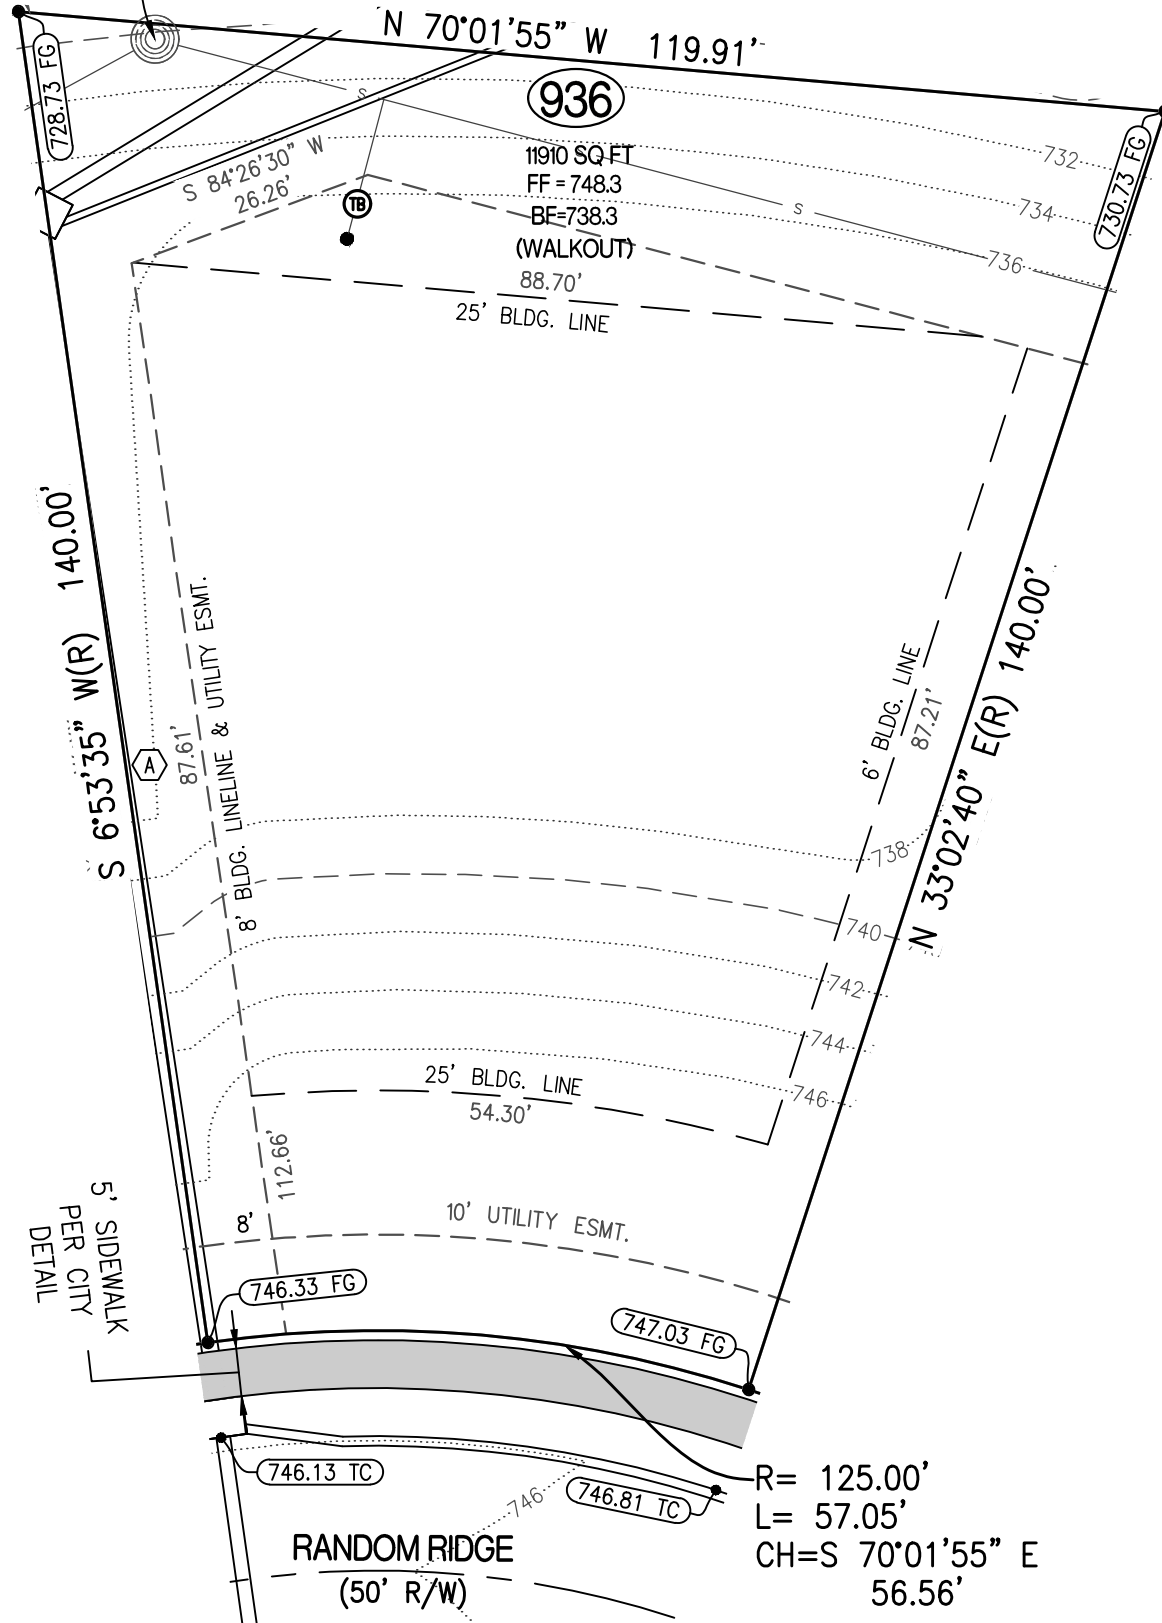 N 70°01'55" W 119.91'
728.73 FG
936
S
11910 SQ FT
FF = 748.3
BF=738.3
(WALKOUT)
S 84°26'30" W
26.26'
TB
732
734
736
S
730.73 FG
88.70'
25' BLDG. LINE
S 6°53'35" W(R) 140.00'
A
87.61'
8' BLDG. LINELINE & UTILITY ESMT.
6' BLDG. LINE
87.21'
N 33°02'40" E(R) 140.00'
738
740
742
744
746
25' BLDG. LINE
54.30'
112.66'
8'
10' UTILITY ESMT.
5' SIDEWALK
PER CITY
DETAIL
746.33 FG
747.03 FG
746.13 TC
746
746.81 TC
R= 125.00'
L= 57.05'
CH=S 70°01'55" E
56.56'
RANDOM RIDGE
(50' R/W)